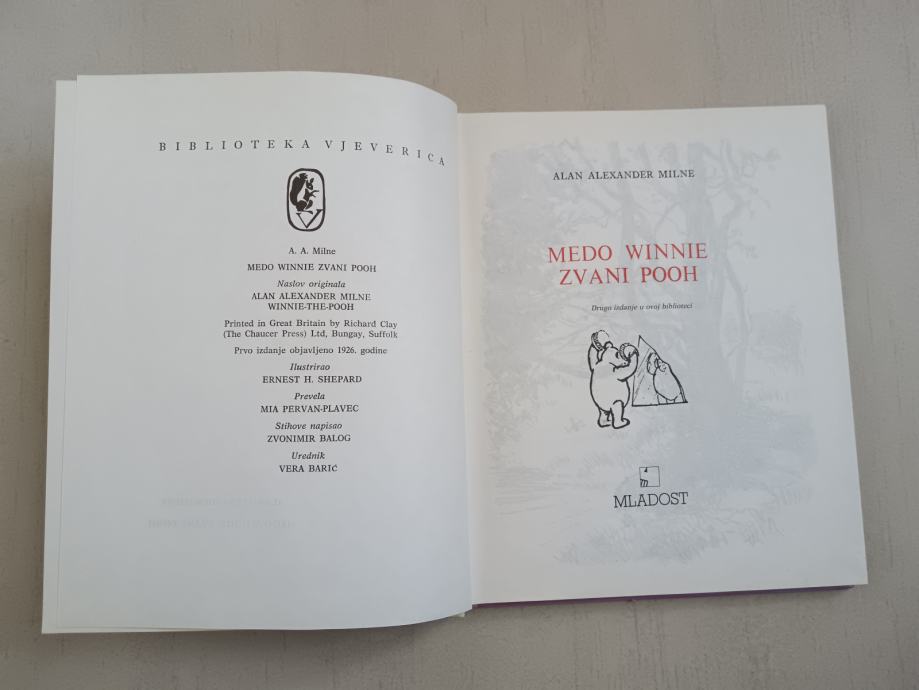 BIBLIOTEKA VJEVERICA
V
A. A. Milne
MEDO WINNIE ZVANI POOH
Naslov originala
ALAN ALEXANDER MILNE
WINNIE-THE-POOH
Printed in Great Britain by Richard Clay
(The Chaucer Press) Ltd, Bungay, Suffolk
Prvo izdanje objavljeno 1926. godine
Ilustrirao
ERNEST H. SHEPARD
Prevela
MIA PERVAN-PLAVEC
Stihove napisao
ZVONIMIR BALOG
Urednik
VERA BARIĆ
ALAN ALEXANDER MILNE
MEDO WINNIE
ZVANI POOH
Drugo izdanje u ovoj biblioteci
m
MLADOST